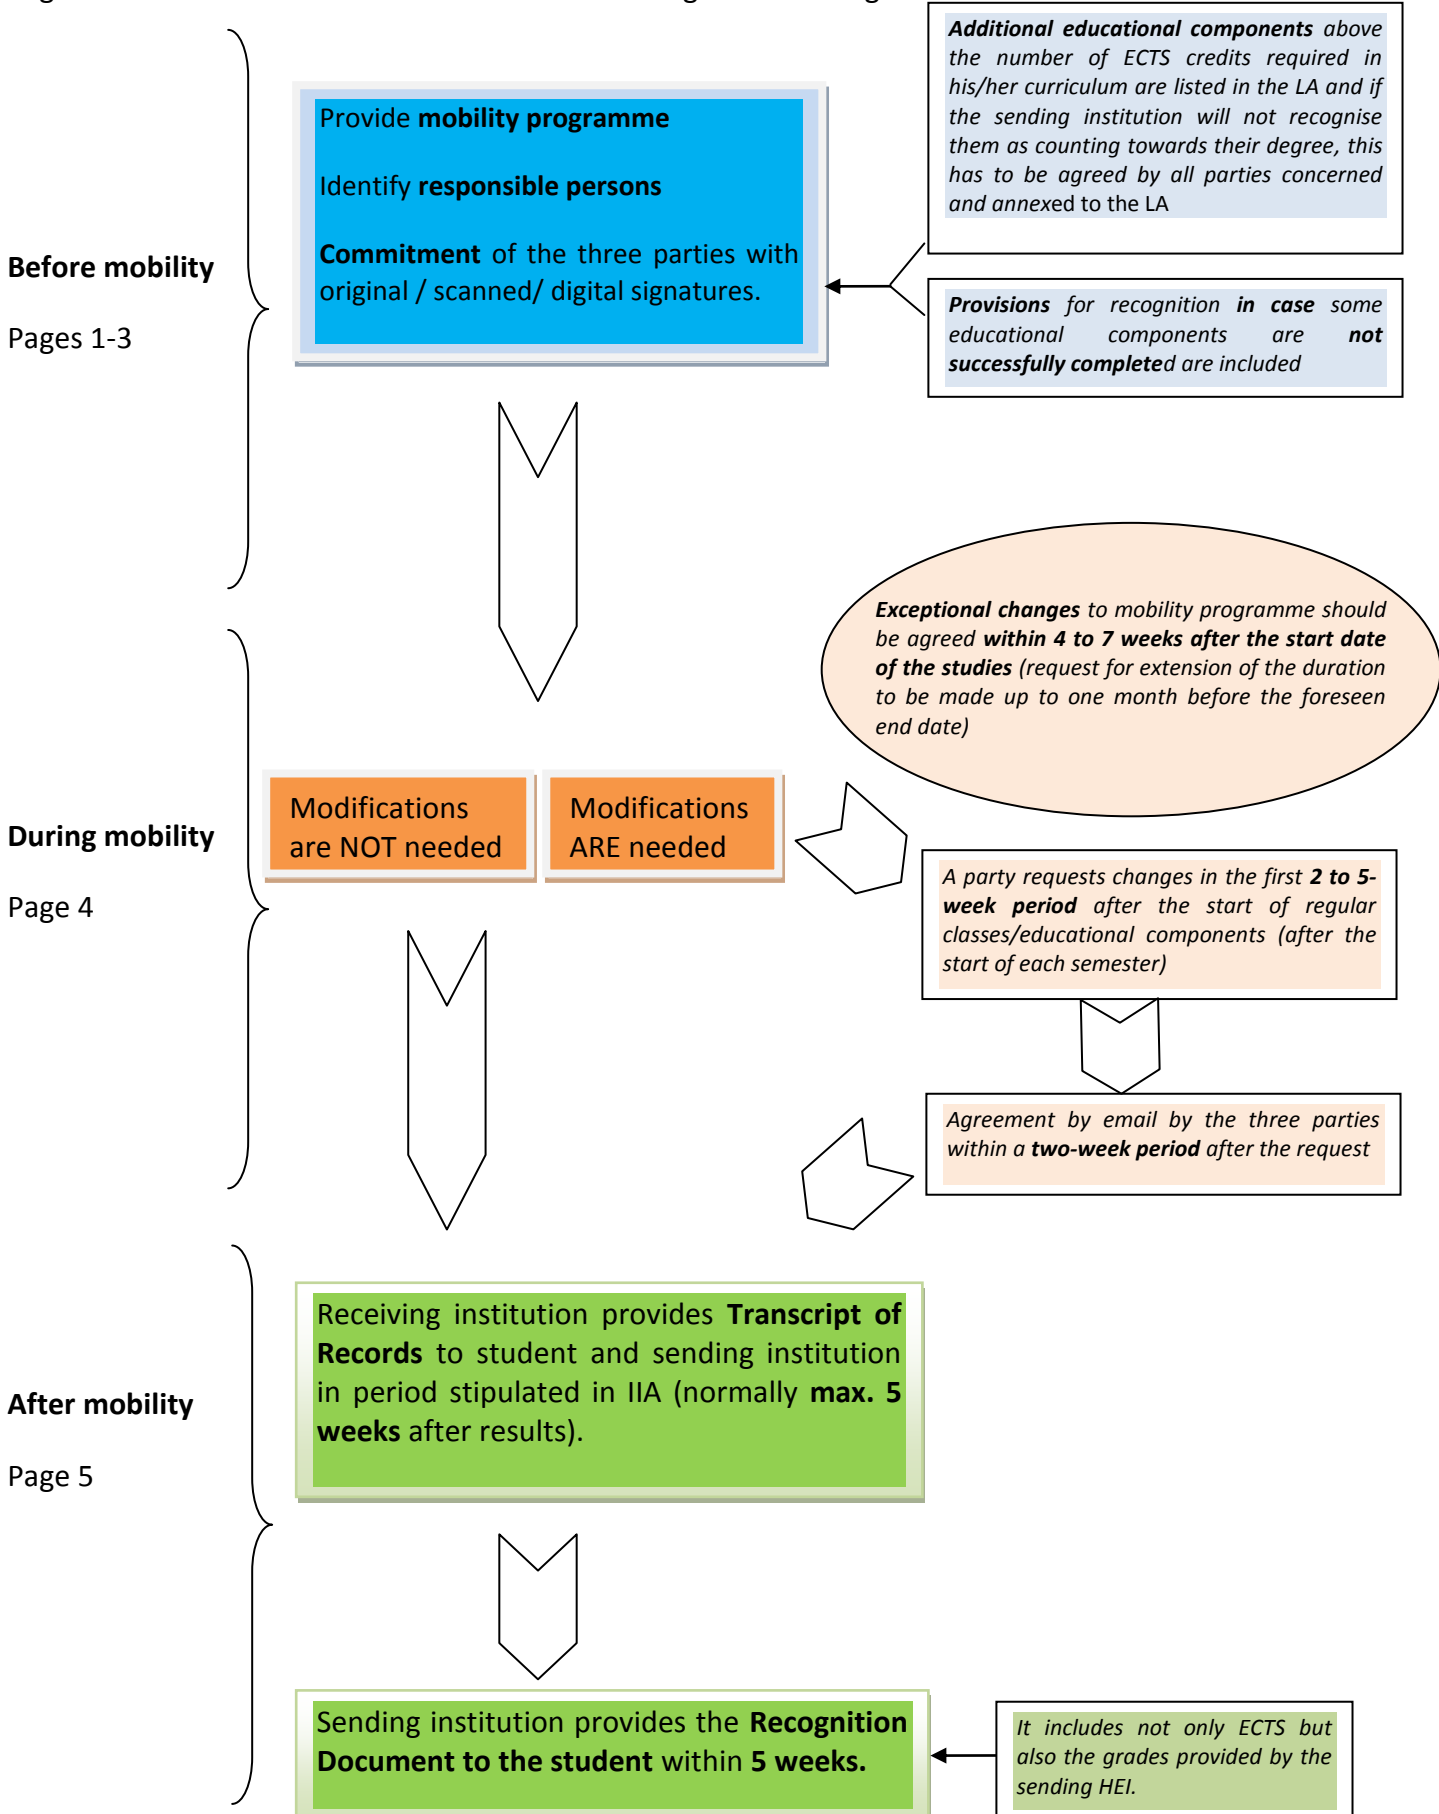 Additional educational components above
the number of ECTS credits required in
his/her curriculum are listed in the LA and if
the sending institution will not recognise
them as counting towards their degree, this
has to be agreed by all parties concerned
and annexed to the LA
Provide mobility programme
Identify responsible persons
Commitment of the three parties with
original / scanned/ digital signatures.
Before mobility
Pages 1-3
Provisions for recognition in case some
educational components are not
successfully completed are included
Exceptional changes to mobility programme should
be agreed within 4 to 7 weeks after the start date
of the studies (request for extension of the duration
to be made up to one month before the foreseen
end date)
During mobility
Page 4
Modifications
are NOT needed
Modifications
ARE needed
A party requests changes in the first 2 to 5-
week period after the start of regular
classes/educational components (after the
start of each semester)
Agreement by email by the three parties
within a two-week period after the request
After mobility
Page 5
Receiving institution provides Transcript of
Records to student and sending institution
in period stipulated in IIA (normally max. 5
weeks after results).
Sending institution provides the Recognition
Document to the student within 5 weeks.
It includes not only ECTS but
also the grades provided by the
sending HEI.